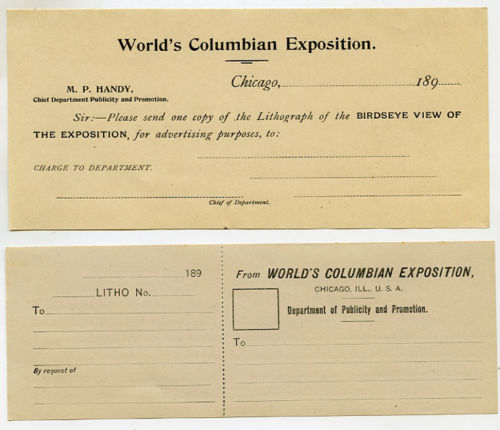 World's Columbian Exposition.
Chicago, 189
M. P. HANDY,
Chief Department Publicity and Promotion.
Sir:—Please send one copy of the Lithograph of the BIRDSEYE VIEW OF
THE EXPOSITION, for advertising purposes, to:
CHARGE TO DEPARTMENT.
Chief of Department.
189
LITHO No.
To
By request of
From WORLD'S COLUMBIAN EXPOSITION,
CHICAGO, ILL., U. S. A.
Department of Publicity and Promotion.
To